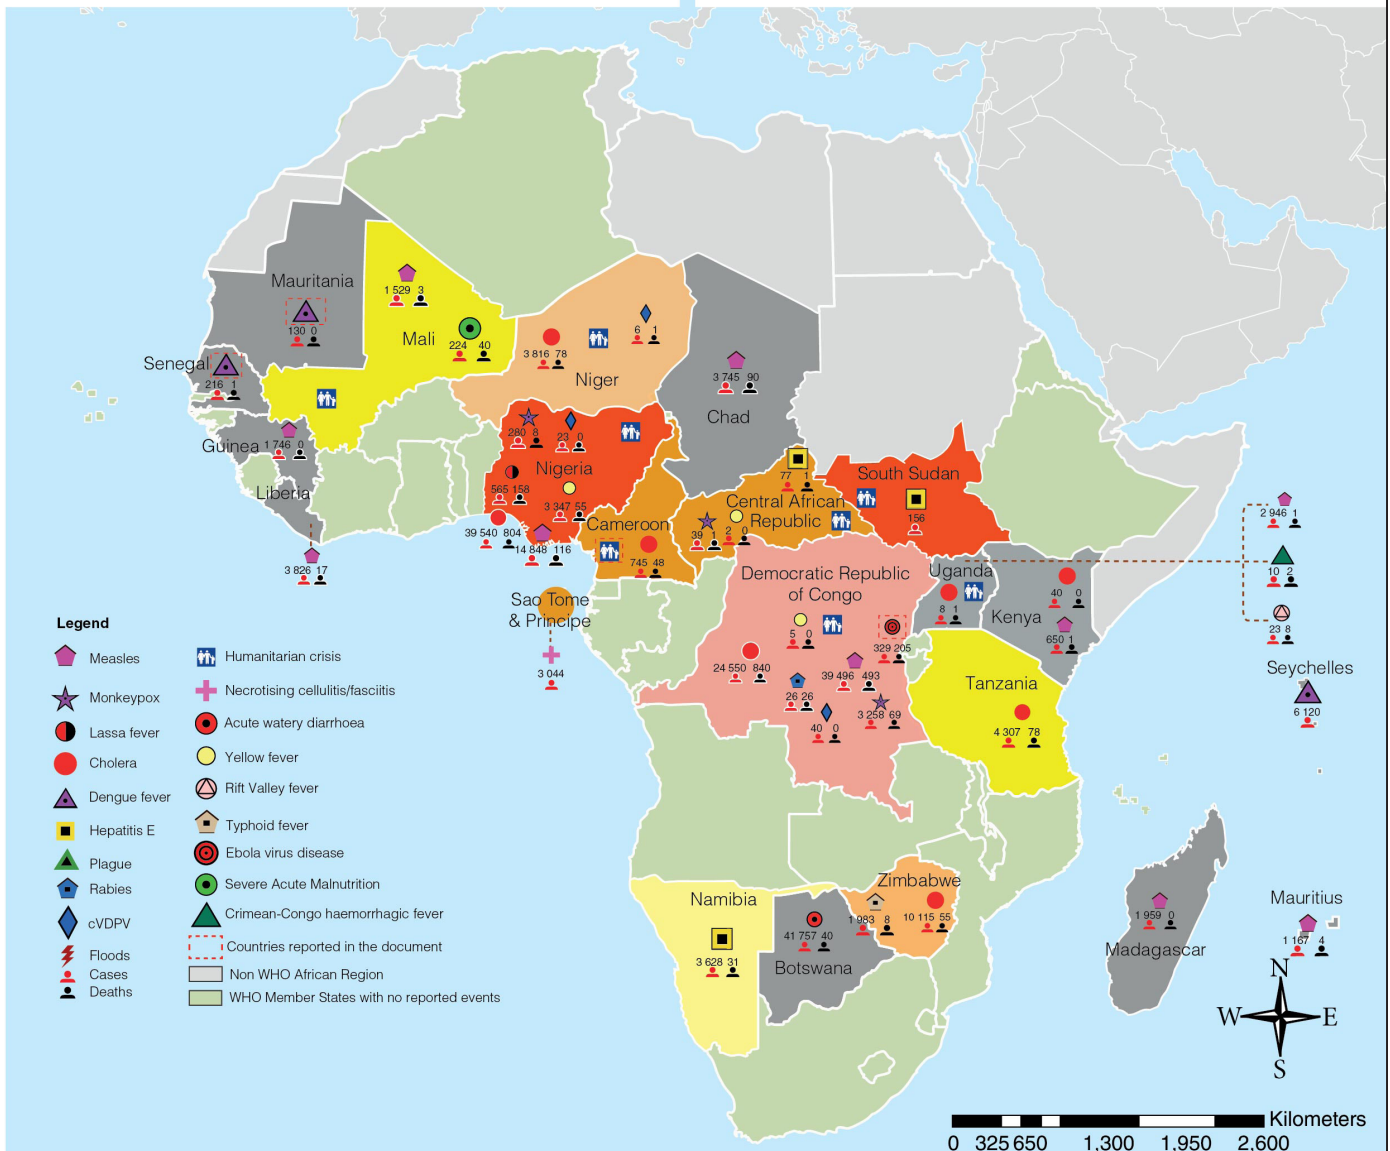 Mauritania
130 0
Senegal
216 1
Guinea
1 746 0
Liberia
3 826 17
1 529 3
Mali
224 40
3 816 78
6 1
Niger
3 745 90
Chad
280 8
23 0
Nigeria
565 158
3 347 55
39 540 804
14 848 116
Cameroon
745 48
77 1
Central African
Republic
39 1
2 0
South Sudan
156
Sao Tome
& Principe
3 044
Democratic Republic
of Congo
5 0
329 205
24 550 840
39 496 493
26 26
3 258 69
40 0
Uganda
8 1
Kenya
40 0
650 1
2 946 1
10 2
23 8
Seychelles
6 120
Tanzania
4 307 78
Namibia
3 628 31
41 757 40
Botswana
Zimbabwe
1 983 8
10 115 55
1 959 0
Madagascar
Mauritius
1 167 4
Legend
Measles
Monkeypox
Lassa fever
Cholera
Dengue fever
Hepatitis E
Plague
Rabies
cVDPV
Floods
Cases
Deaths
Humanitarian crisis
Necrotising cellulitis/fasciitis
Acute watery diarrhoea
Yellow fever
Rift Valley fever
Typhoid fever
Ebola virus disease
Severe Acute Malnutrition
Crimean-Congo haemorrhagic fever
Countries reported in the document
Non WHO African Region
WHO Member States with no reported events
N
W E
S
Kilometers
0 325 650 1.300 1.950 2.600